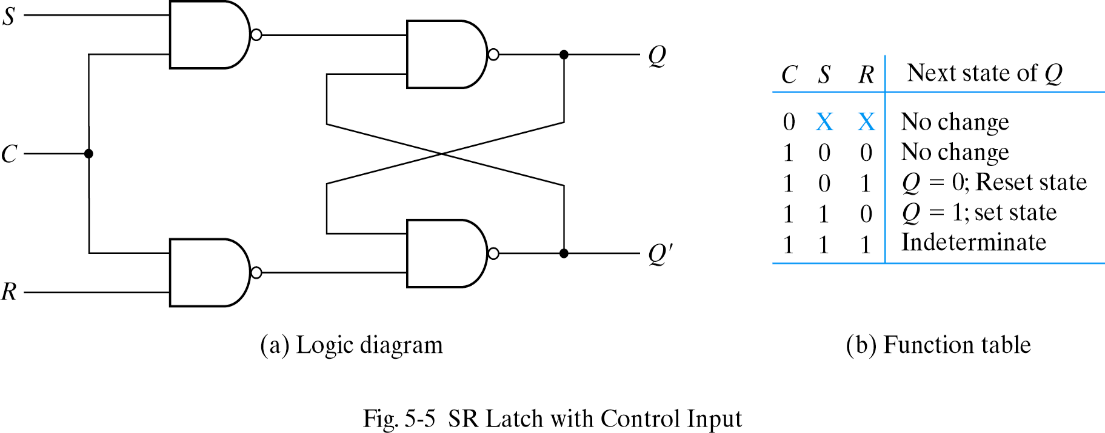 S
C
R
Q
Q′
C S R Next state of Q
0 X X No change
1 0 0 No change
1 0 1 Q = 0; Reset state
1 1 0 Q = 1; set state
1 1 1 Indeterminate
(a) Logic diagram
(b) Function table
Fig. 5-5 SR Latch with Control Input